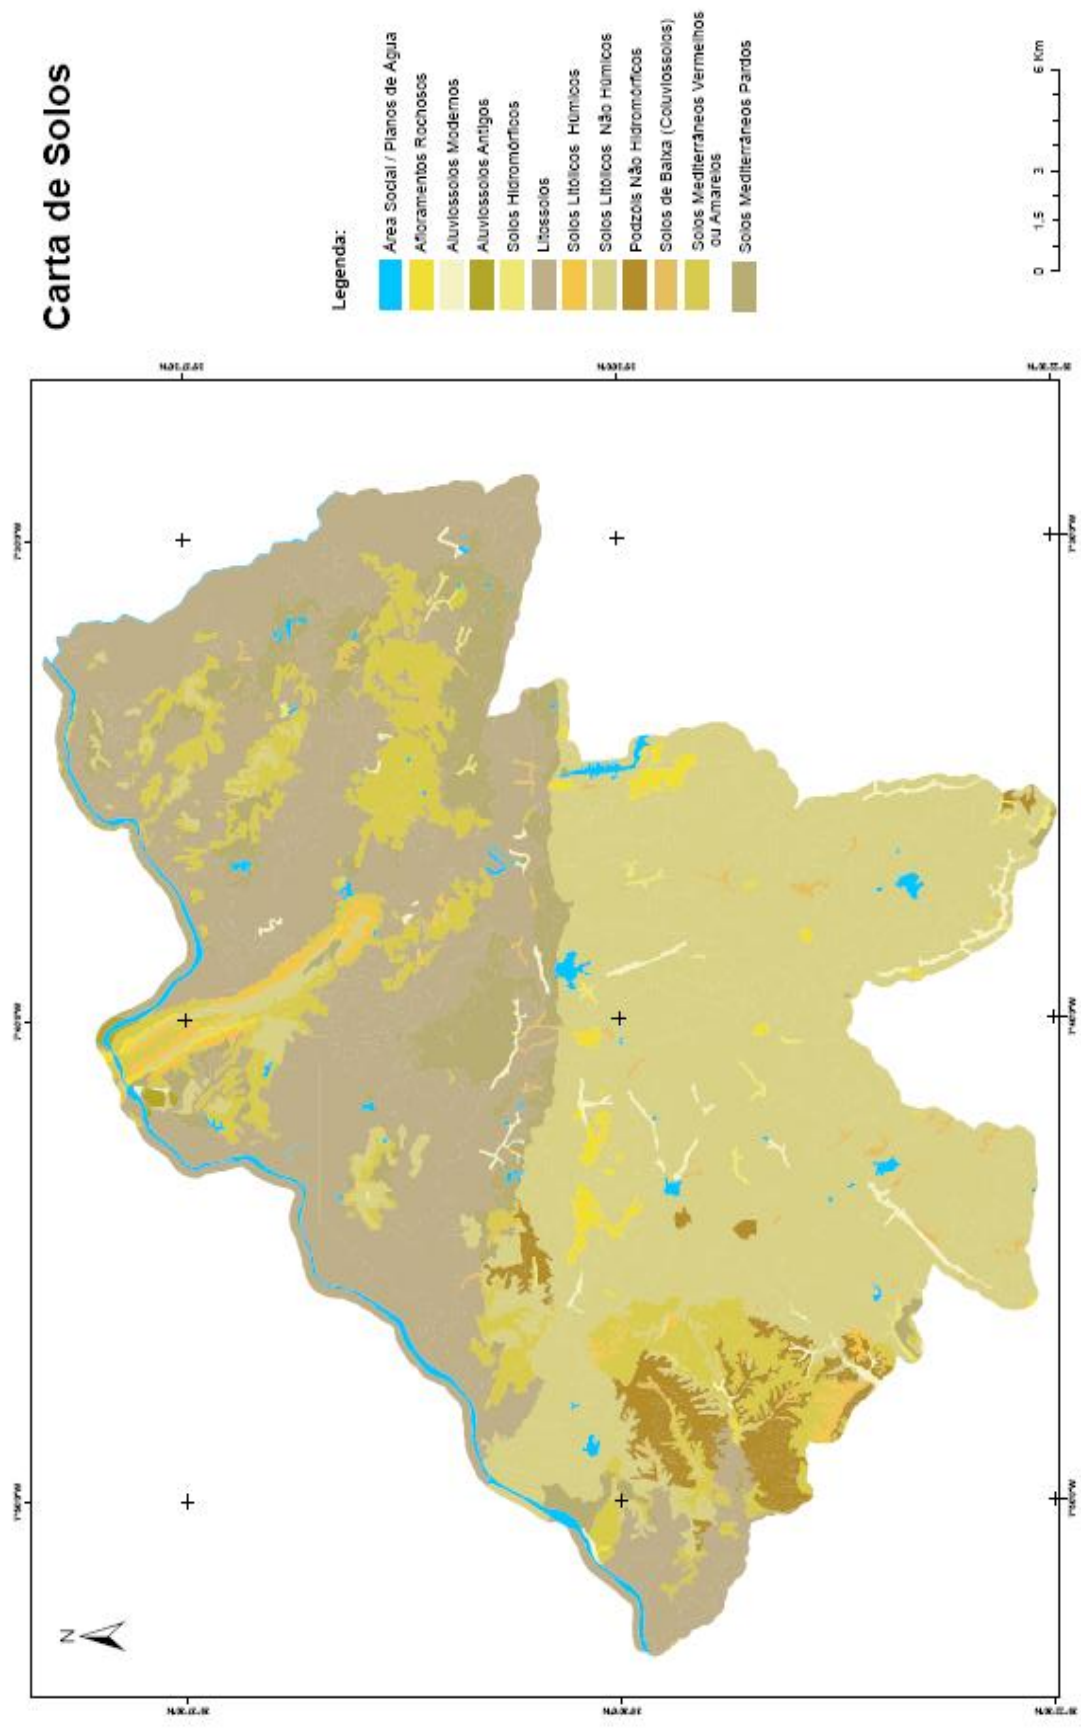 Carta de Solos
Legenda:
Área Social / Planos de Água
Afloramentos Rochosos
Aluviossolos Modernos
Aluviossolos Antigos
Solos Hidromórficos
Litossolos
Solos Litólicos Húmicos
Solos Litólicos Não Húmicos
Podzóis Não Hidromórficos
Solos de Baixa (Coluviossolos)
Solos Mediterrâneos Vermelhos
ou Amarelos
Solos Mediterrâneos Pardos
0 1,5 3 6 Km
N